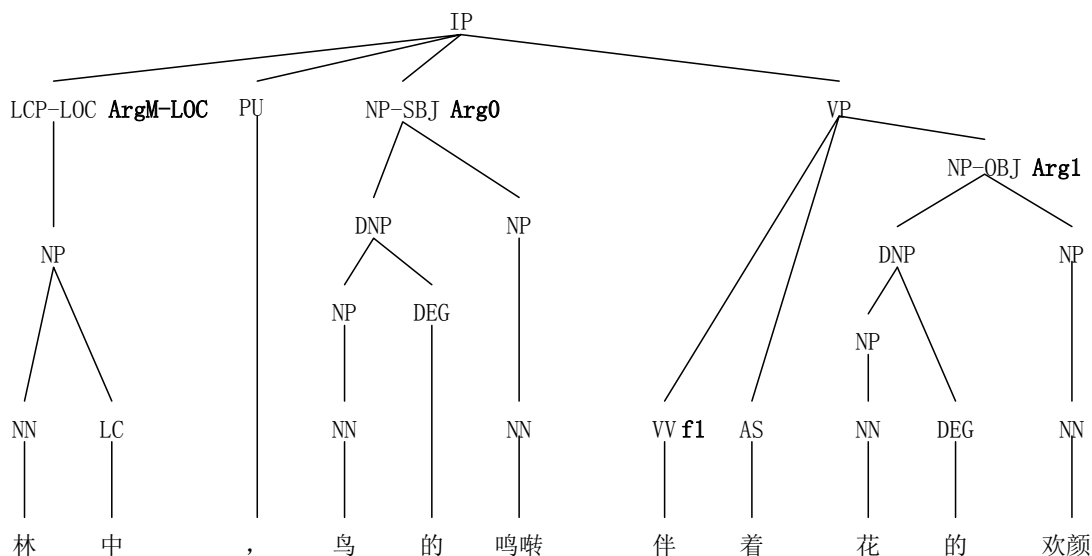 IP
LCP-LOC ArgM-LOC PU NP-SBJ Arg0 VP
NP-OBJ Arg1
DNP NP
NP DNP NP
NP DEG
NP
NN LC NN NN VV f1 AS NN DEG NN
林 中 , 鸟 的 鸣啭 伴 着 花 的 欢颜